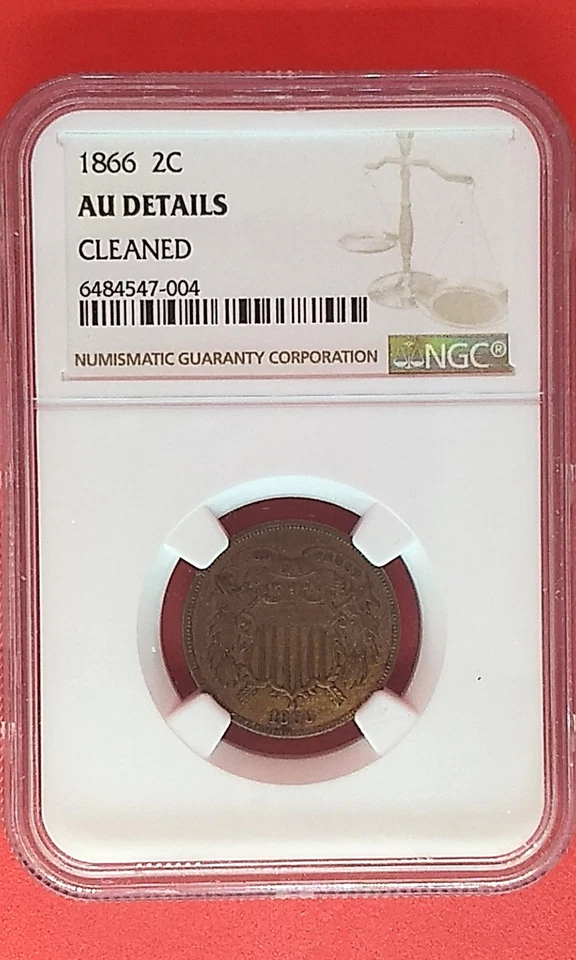 1866 2C
AU DETAILS
CLEANED
6484547-004
NUMISMATIC GUARANTY CORPORATION
NGC®